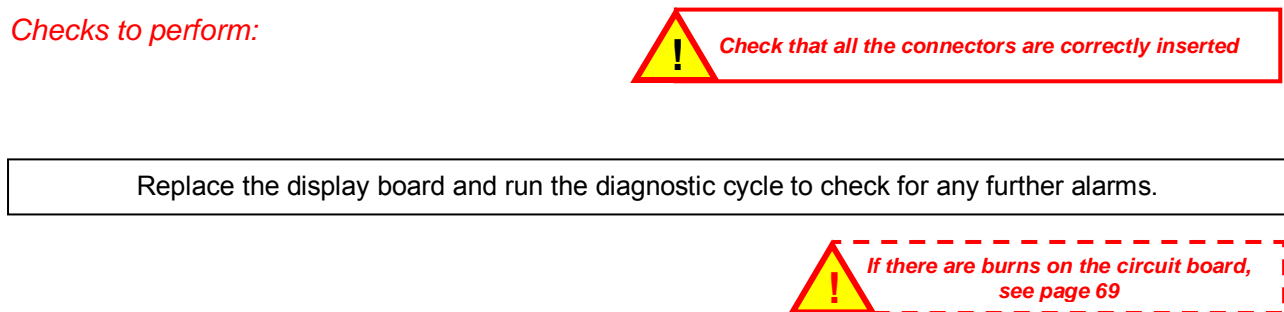 Checks to perform:
! Check that all the connectors are correctly inserted
Replace the display board and run the diagnostic cycle to check for any further alarms.
! If there are burns on the circuit board,
see page 69